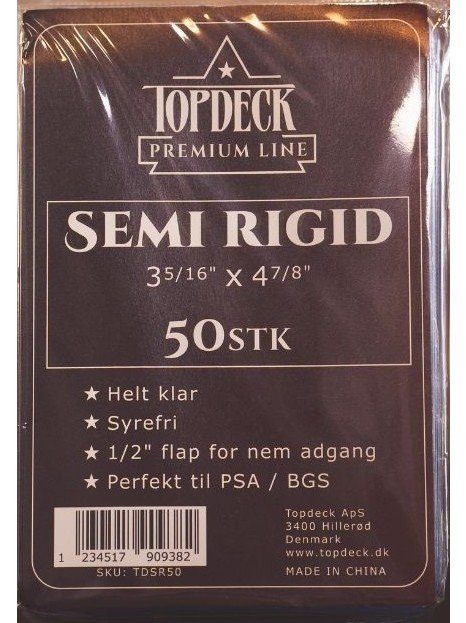 TOPDECK
PREMIUM LINE
SEMI RIGID
3 5/16" x 4 7/8"
50STK
★ Helt klar
★ Syrefri
★ 1/2" flap for nem adgang
★ Perfekt til PSA / BGS
1 234517 909382
SKU: TDSR50
Topdeck ApS
3400 Hillerød
Denmark
www.topdeck.dk
MADE IN CHINA